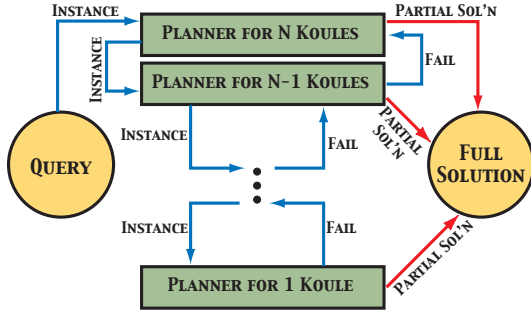 Instance
Partial Sol'n
Planner for N Koules
Instance
Fail
Planner for N-1 Koules
Instance
Fail
Partial
Sol'n
Query
Full
Solution
Instance
Fail
Partial Sol'n
Planner for 1 Koule